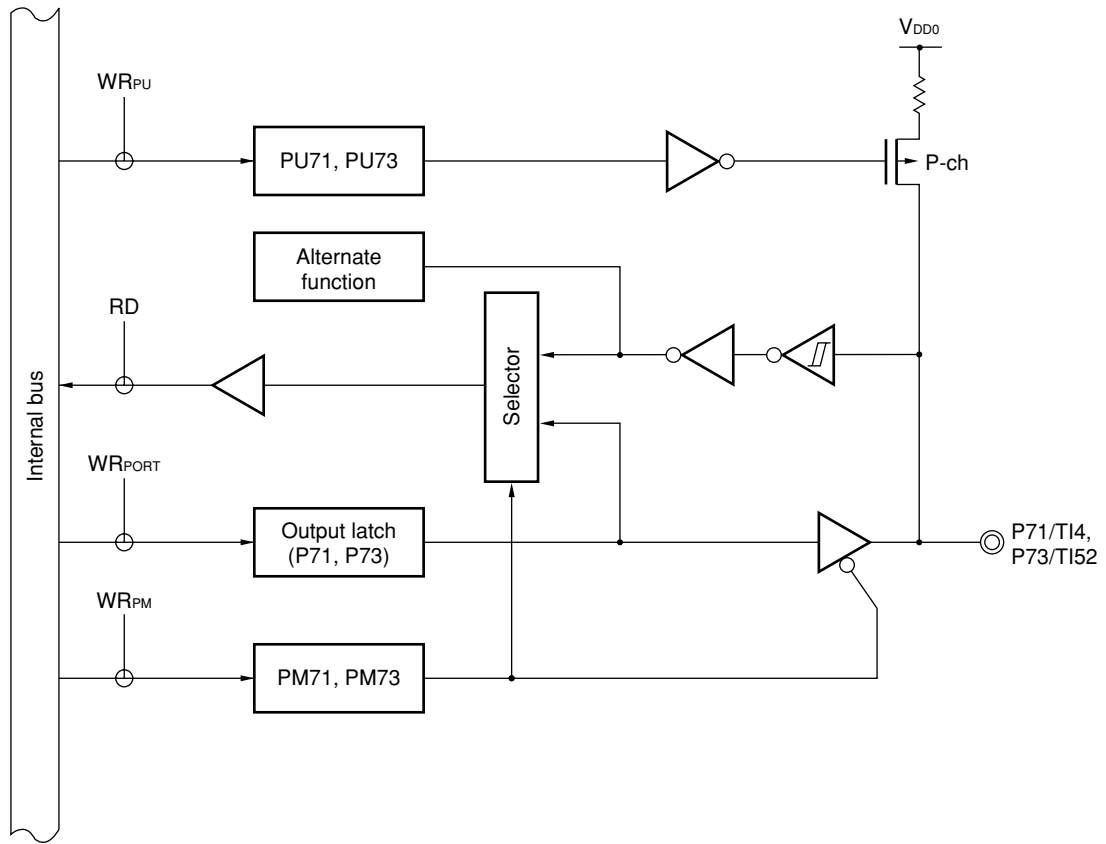 VDD0
WRPU
PU71, PU73
P-ch
Alternate
function
RD
Selector
Internal bus
WRPORT
Output latch
(P71, P73)
P71/TI4,
P73/TI52
WRPM
PM71, PM73